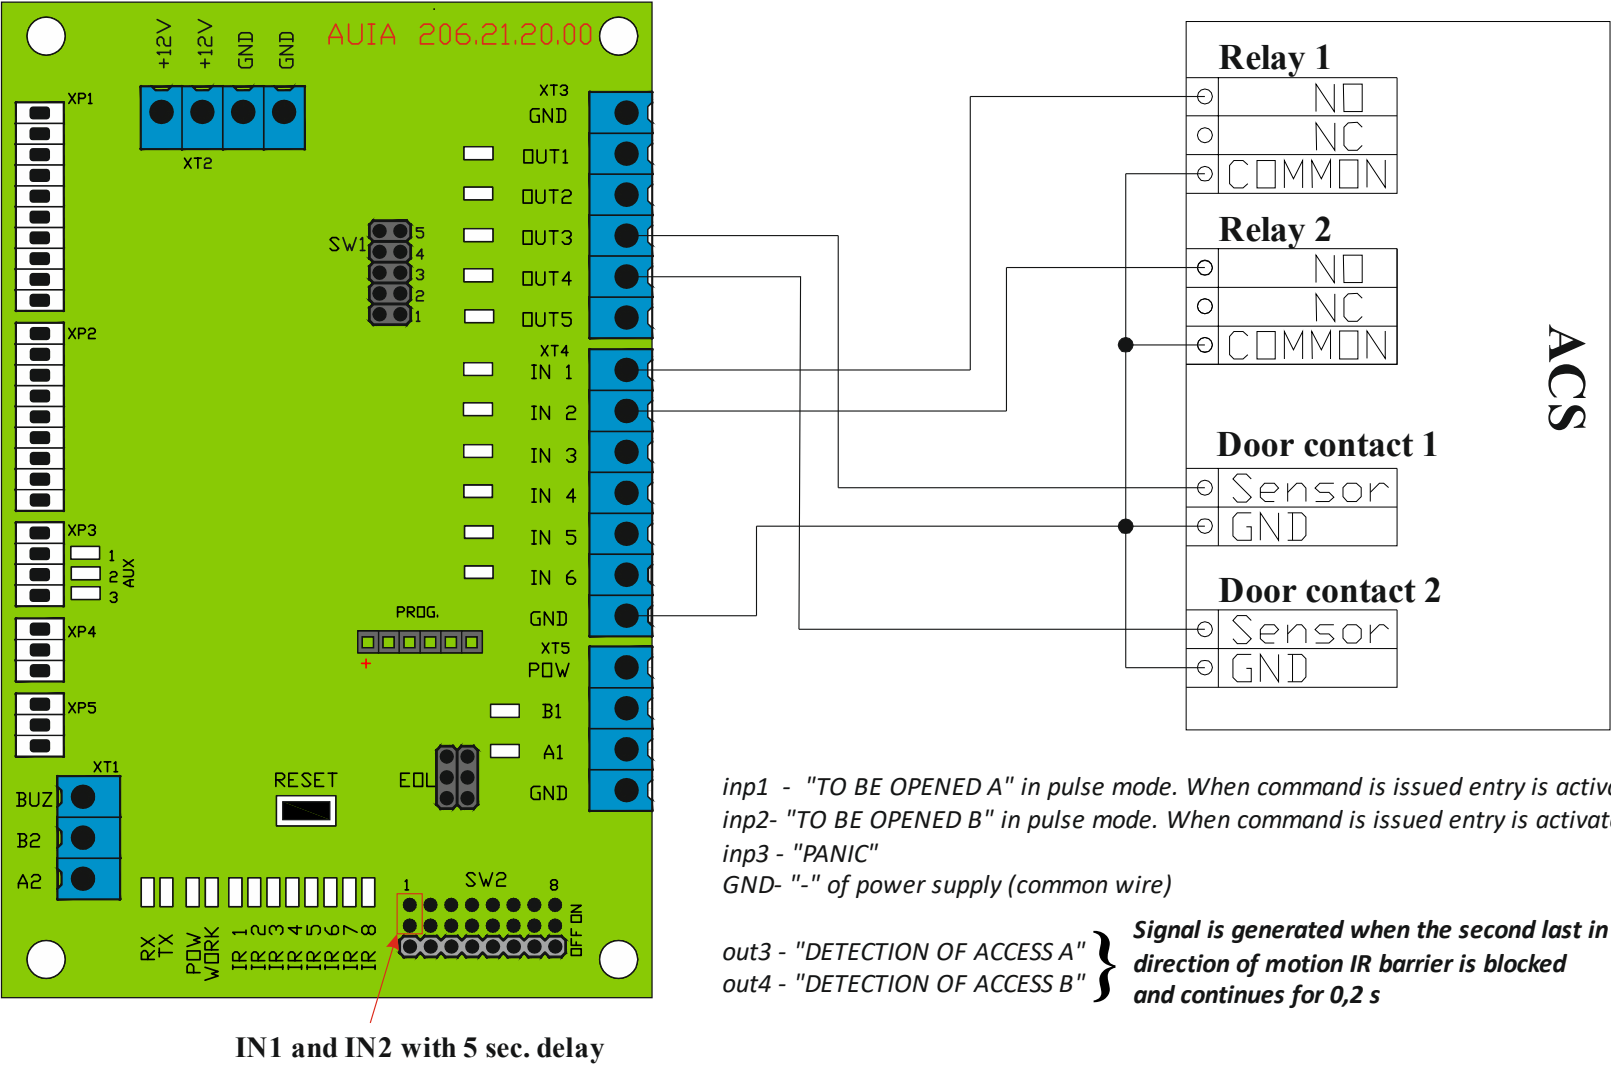 AUIA 206.21.20.00
+12V
+12V
GND
GND
XT2
XP1
XP2
XP3
1
2
3
AUX
XP4
XP5
XT1
BUZ
B2
A2
SW1
5
4
3
2
1
XT3
GND
OUT1
OUT2
OUT3
OUT4
OUT5
XT4
IN 1
IN 2
IN 3
IN 4
IN 5
IN 6
GND
XT5
POW
B1
A1
GND
PROG.
+
RESET
EOL
RX
TX
POW
WORK
IR 1
IR 2
IR 3
IR 4
IR 5
IR 6
IR 7
IR 8
1
SW2
8
OFF ON
IN1 and IN2 with 5 sec. delay
Relay 1
NO
NC
COMMON
Relay 2
NO
NC
COMMON
Door contact 1
Sensor
GND
Door contact 2
Sensor
GND
ACS
inp1 - "TO BE OPENED A" in pulse mode. When command is issued entry is activ
inp2- "TO BE OPENED B" in pulse mode. When command is issued entry is activat
inp3 - "PANIC"
GND- "-" of power supply (common wire)
out3 - "DETECTION OF ACCESS A"
out4 - "DETECTION OF ACCESS B"
Signal is generated when the second last in
direction of motion IR barrier is blocked
and continues for 0,2 s